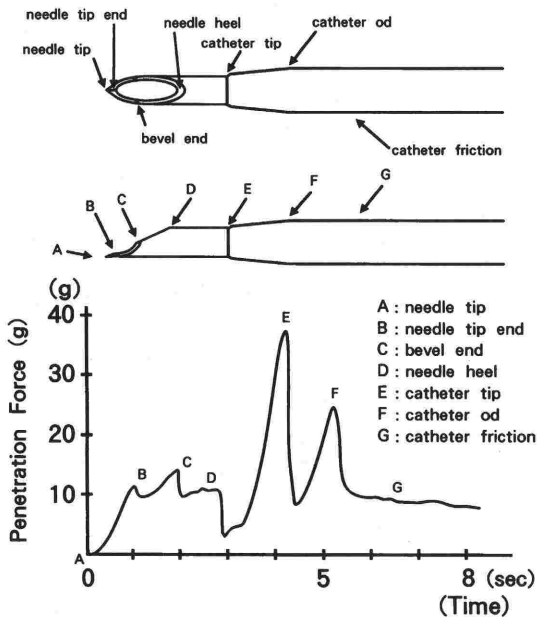 needle tip end
needle heel
catheter od
needle tip
catheter tip
bevel end
catheter friction
A
B
C
D
E
F
G
(g)
Penetration Force (g)
40
30
20
10
0
A
B
C
D
E
F
G
A : needle tip
B : needle tip end
C : bevel end
D : needle heel
E : catheter tip
F : catheter od
G : catheter friction
0
5
8 (sec)
(Time)